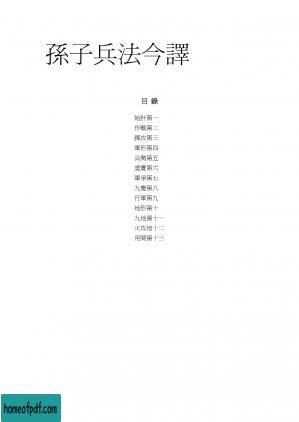 孫子兵法今譯
目 錄
始計第一
作戰第二
謀攻第三
軍形第四
兵勢第五
虛實第六
軍爭第七
九變第八
行軍第九
地形第十
九地第十一
火攻地十二
用間第十三
homeofpdf.com